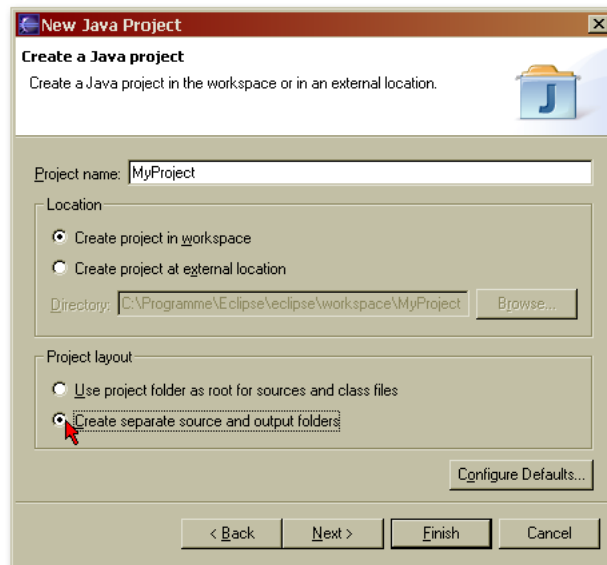 New Java Project
Create a Java project
Create a Java project in the workspace or in an external location.
J
Project name: MyProject
Location
Create project in workspace
Create project at external location
Directory: C:\Programme\Eclipse\eclipse\workspace\MyProject Browse...
Project layout
Use project folder as root for sources and class files
Create separate source and output folders
Configure Defaults...
< Back Next > Finish Cancel